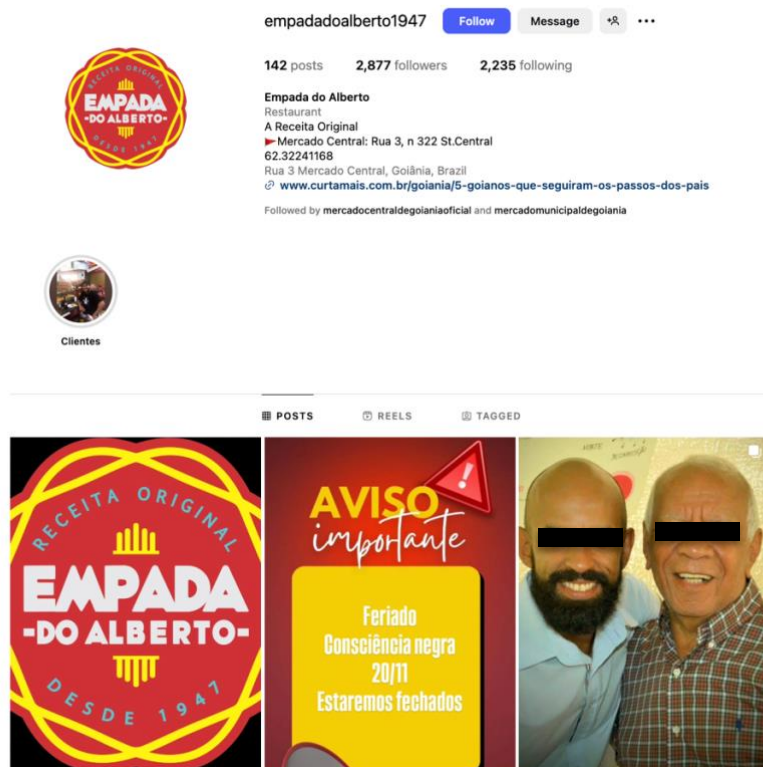 empadadoalberto1947 Follow Message
142 posts 2,877 followers 2,235 following
Empada do Alberto
Restaurant
A Receita Original
Mercado Central: Rua 3, n 322 St.Central
62.32241168
Rua 3 Mercado Central, Goiânia, Brazil
www.curtamais.com.br/goiania/5-goianos-que-seguiram-os-passos-dos-pais
Followed by mercadocentraldegoianiaoficial and mercadomunicipaldegoiania
RECEITA ORIGINAL
EMPADA
-DO ALBERTO-
DESDE 1947
Clientes
POSTS REELS TAGGED
RECEITA ORIGINAL
EMPADA
-DO ALBERTO-
DESDE 1947
AVISO
importante
Feriado
Consciência negra
20/11
Estaremos fechados